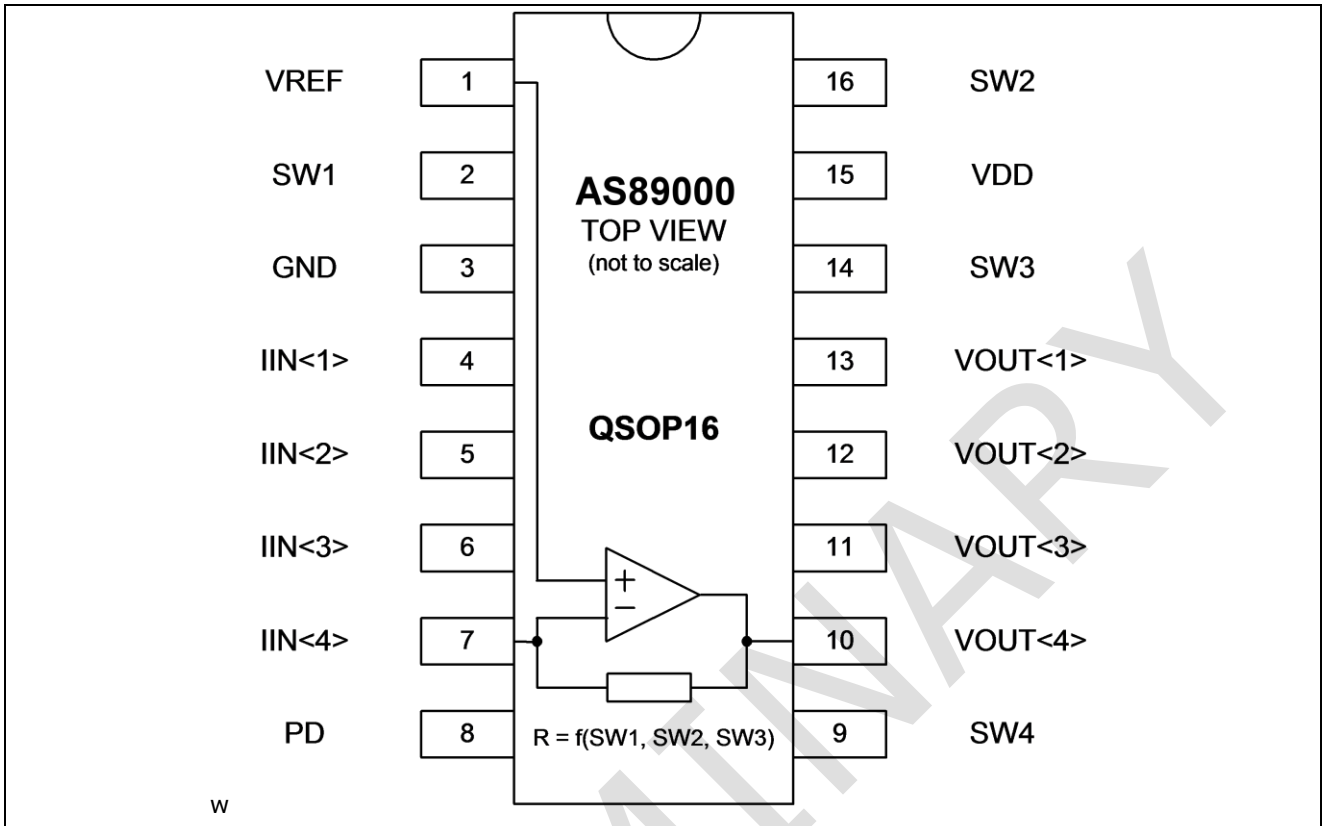 VREF 1 16 SW2
SW1 2 AS89000 15 VDD
TOP VIEW
GND 3 (not to scale) 14 SW3
IIN<1> 4 13 VOUT<1>
QSOP16
IIN<2> 5 12 VOUT<2>
IIN<3> 6 11 VOUT<3>
+
−
IIN<4> 7 10 VOUT<4>
PD 8 R = f(SW1, SW2, SW3) 9 SW4
w
MINARY